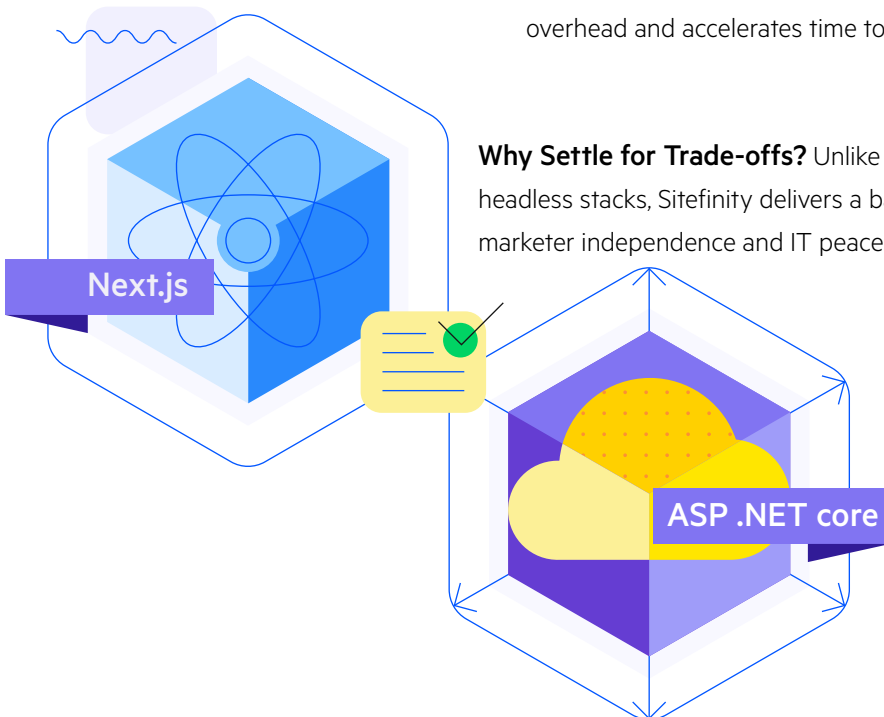 overhead and accelerates time to
Why Settle for Trade-offs? Unlike
headless stacks, Sitefinity delivers a
marketer independence and IT peace
Next.js
ASP .NET core